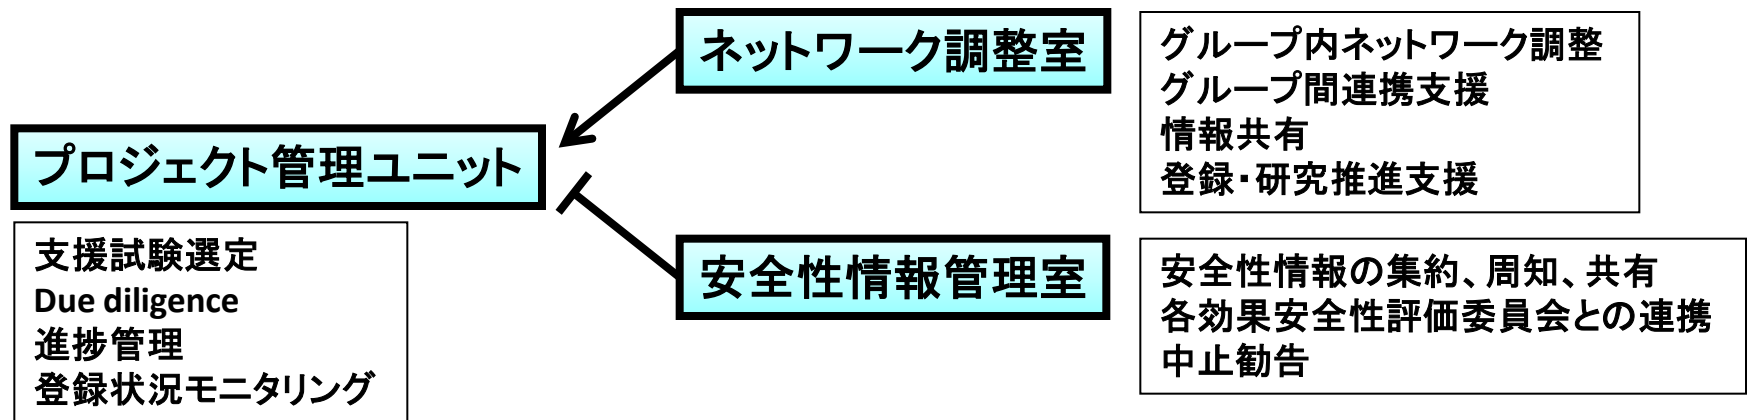 ネットワーク調整室
グループ内ネットワーク調整
グループ間連携支援
情報共有
登録・研究推進支援
プロジェクト管理ユニット
支援試験選定
Due diligence
進捗管理
登録状況モニタリング
安全性情報管理室
安全性情報の集約、周知、共有
各効果安全性評価委員会との連携
中止勧告